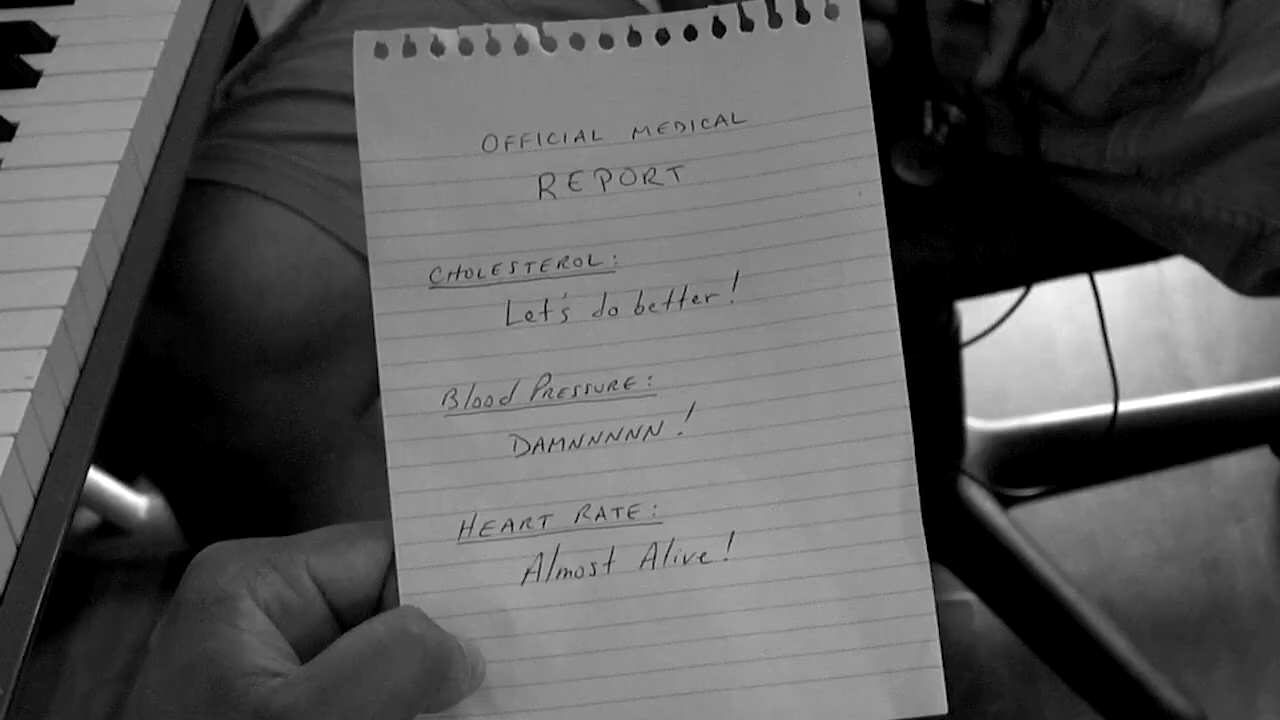 OFFICIAL MEDICAL
REPORT
CHOLESTEROL:
Let's do better!
Blood PRESSURE:
DAMNNNNN!
HEART RATE:
Almost Alive!